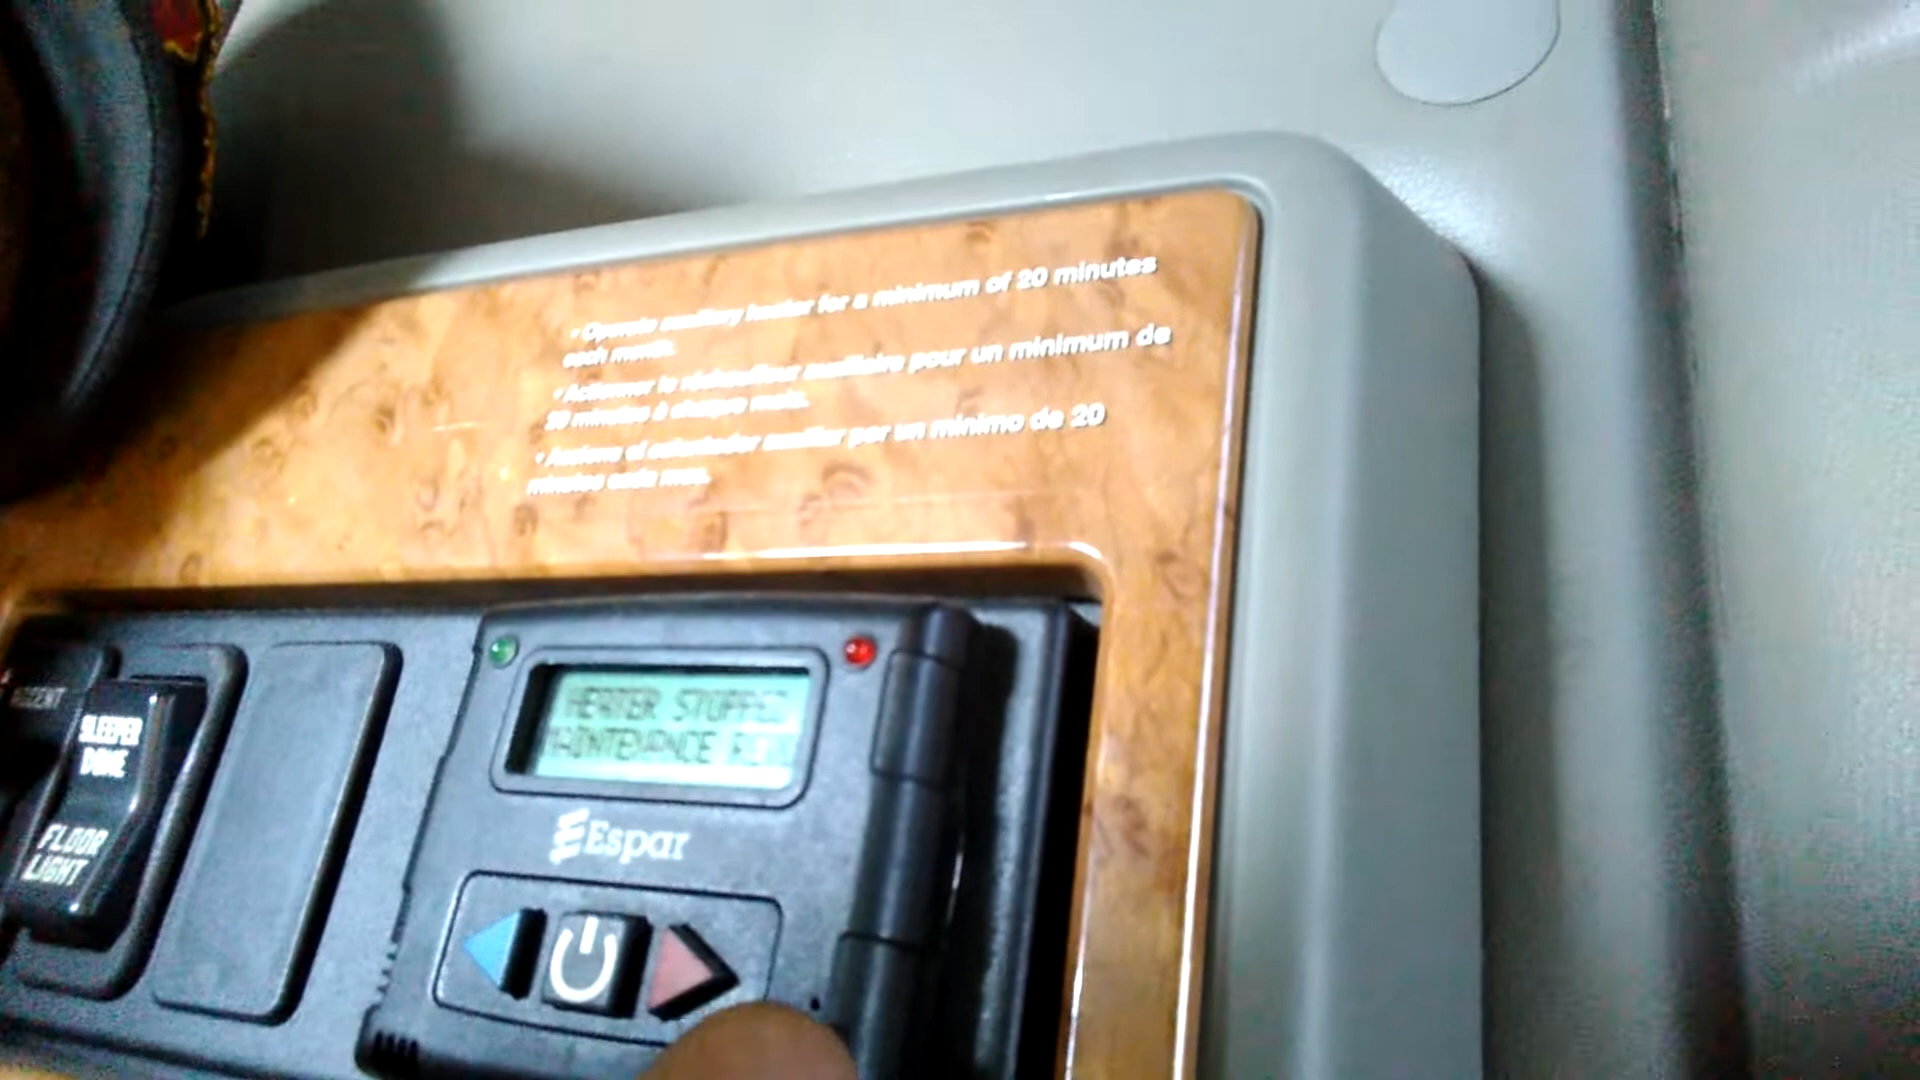 • Operate auxiliary heater for a minimum of 20 minutes
each month.
• Actionner le réchauffeur auxiliaire pour un minimum de
20 minutes à chaque mois.
• Accione el calentador auxiliar por un mínimo de 20
minutos cada mes.
SLEEPER
DOME
FLOOR
LIGHT
HEATER STOPPED
MAINTENANCE
Espar